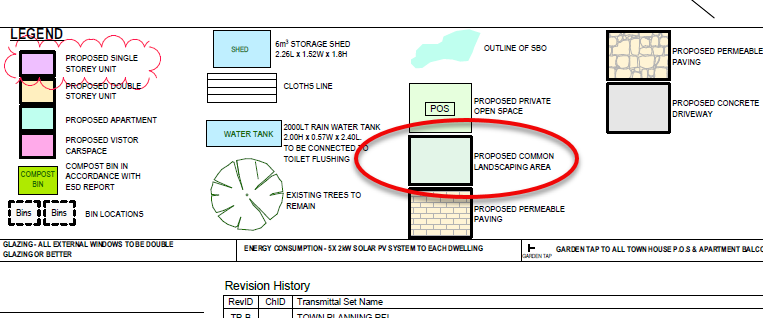 LEGEND
PROPOSED SINGLE
STOREY UNIT
PROPOSED DOUBLE
STOREY UNIT
PROPOSED APARTMENT
PROPOSED VISTOR
CARSPACE
COMPOST
BIN
COMPOST BIN IN
ACCORDANCE WITH
ESD REPORT
Bins
Bins
BIN LOCATIONS
SHED
6m³ STORAGE SHED
2.26L X 1.52W X 1.8H
CLOTHS LINE
WATER TANK
2000LT RAIN WATER TANK
2.00H x 0.57W x 2.40L.
TO BE CONNECTED TO
TOILET FLUSHING
EXISTING TREES TO
REMAIN
OUTLINE OF SBO
POS
PROPOSED PRIVATE
OPEN SPACE
PROPOSED COMMON
LANDSCAPING AREA
PROPOSED PERMEABLE
PAVING
PROPOSED PERMEABLE
PAVING
PROPOSED CONCRETE
DRIVEWAY
GLAZING - ALL EXTERNAL WINDOWS TO BE DOUBLE
GLAZING OR BETTER
ENERGY CONSUMPTION - 5X 2kW SOLAR PV SYSTEM TO EACH DWELLING
GARDEN TAP
GARDEN TAP TO ALL TOWN HOUSE P.O.S & APARTMENT BALCO
Revision History
RevID ChID Transmittal Set Name